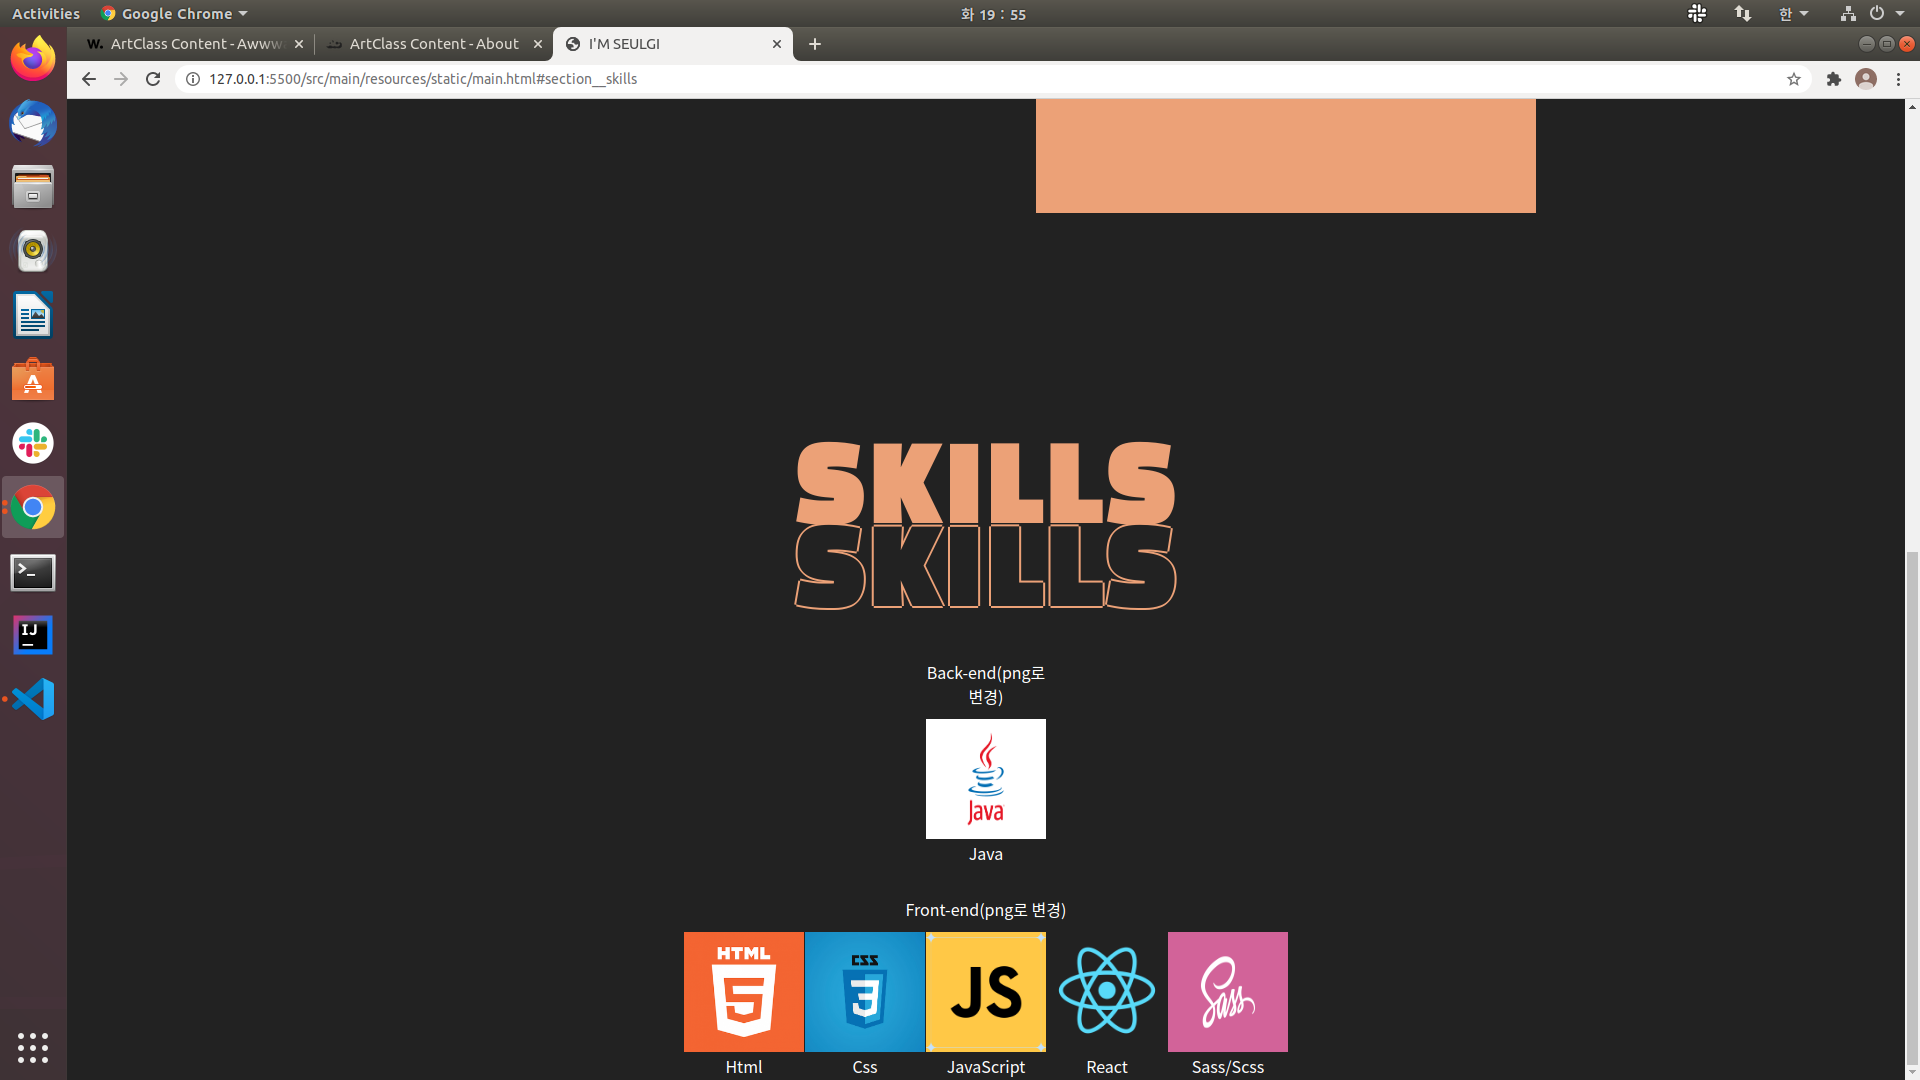 Activities
Google Chrome
화 19 : 55
한
W. ArtClass Content - Awww
ArtClass Content - About
I'M SEULGI
127.0.0.1:5500/src/main/resources/static/main.html#section__skills
SKILLS
SKILLS
Back-end(png로
변경)
Java
Java
Front-end(png로 변경)
HTML
CSS
JS
Sass
Html
Css
JavaScript
React
Sass/Scss